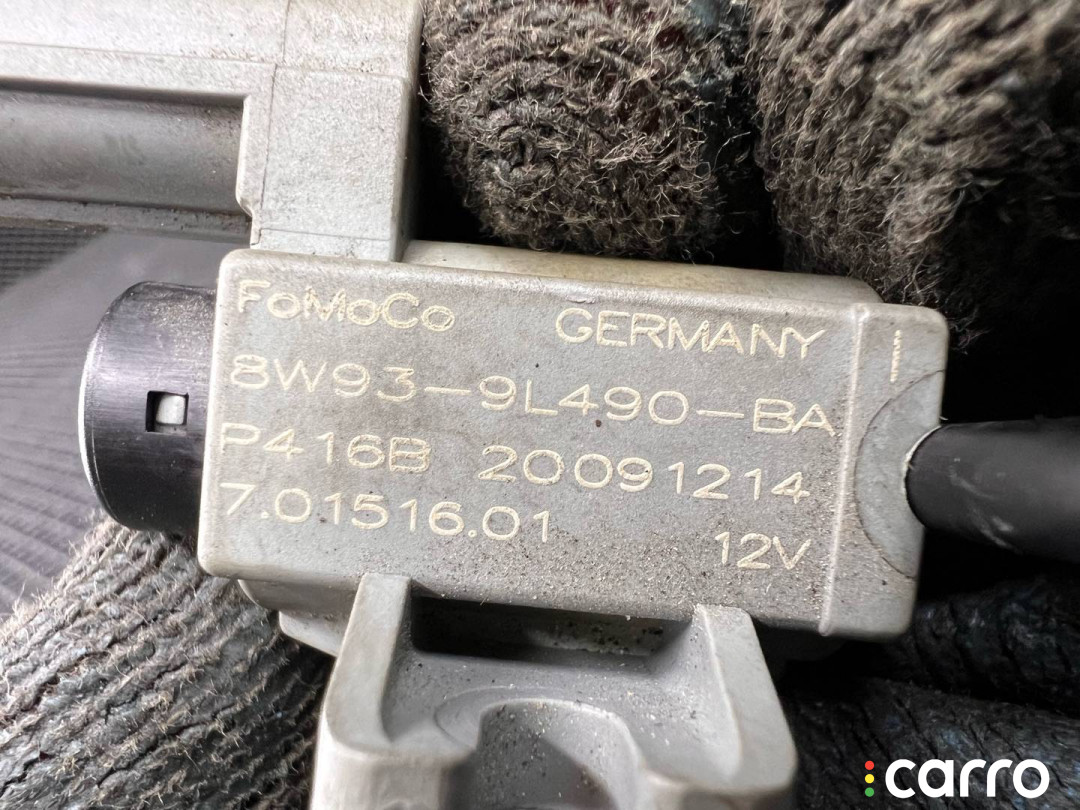 FoMoCo GERMANY
8W93-9L490-BA
P416B 20091214
7.01516.01 12V
carro